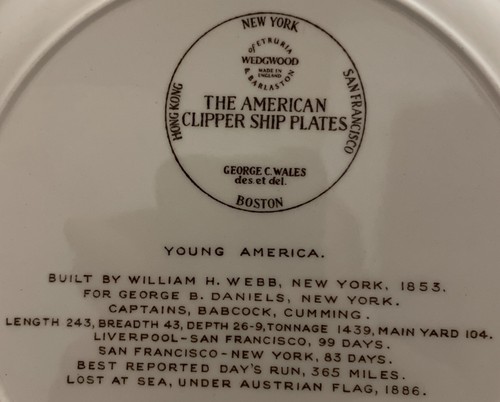 NEW YORK
OF ETRURIA
WEDGWOOD
MADE IN
ENGLAND
& BARLASTON
HONG KONG
SAN FRANCISCO
THE AMERICAN
CLIPPER SHIP PLATES
GEORGE C. WALES
des. et del.
BOSTON
YOUNG AMERICA.
BUILT BY WILLIAM H. WEBB, NEW YORK, 1853.
FOR GEORGE B. DANIELS, NEW YORK.
CAPTAINS, BABCOCK, CUMMING.
LENGTH 243, BREADTH 43, DEPTH 26-9, TONNAGE 1439, MAIN YARD 104.
LIVERPOOL-SAN FRANCISCO, 99 DAYS.
SAN FRANCISCO-NEW YORK, 83 DAYS.
BEST REPORTED DAY'S RUN, 365 MILES.
LOST AT SEA, UNDER AUSTRIAN FLAG, 1886.